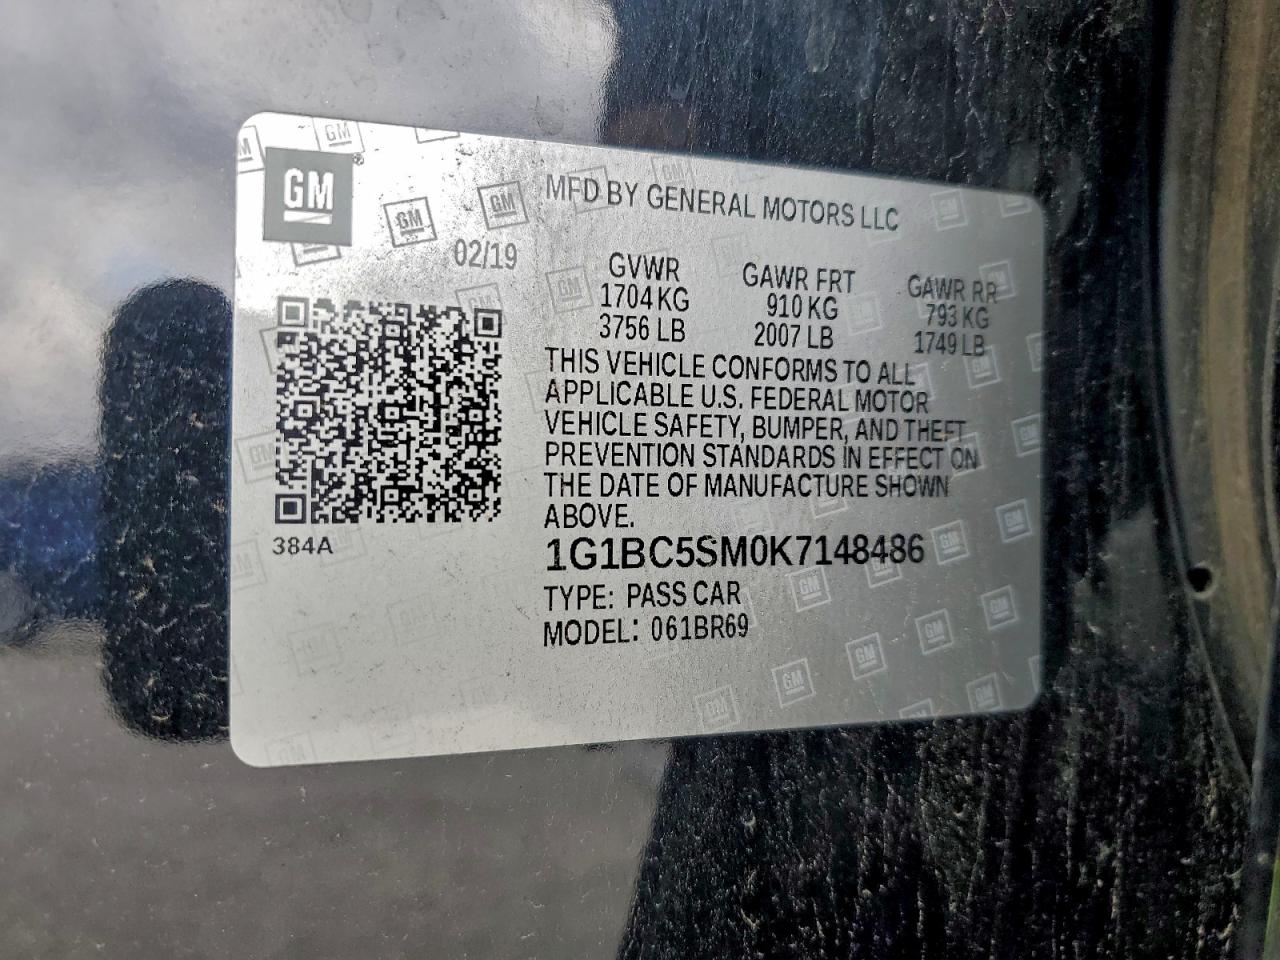 GM
MFD BY GENERAL MOTORS LLC
02/19
GVWR GAWR FRT GAWR RR
1704 KG 910 KG 793 KG
3756 LB 2007 LB 1749 LB
THIS VEHICLE CONFORMS TO ALL
APPLICABLE U.S. FEDERAL MOTOR
VEHICLE SAFETY, BUMPER, AND THEFT
PREVENTION STANDARDS IN EFFECT ON
THE DATE OF MANUFACTURE SHOWN
ABOVE.
384A
1G1BC5SM0K7148486
TYPE: PASS CAR
MODEL: 061BR69